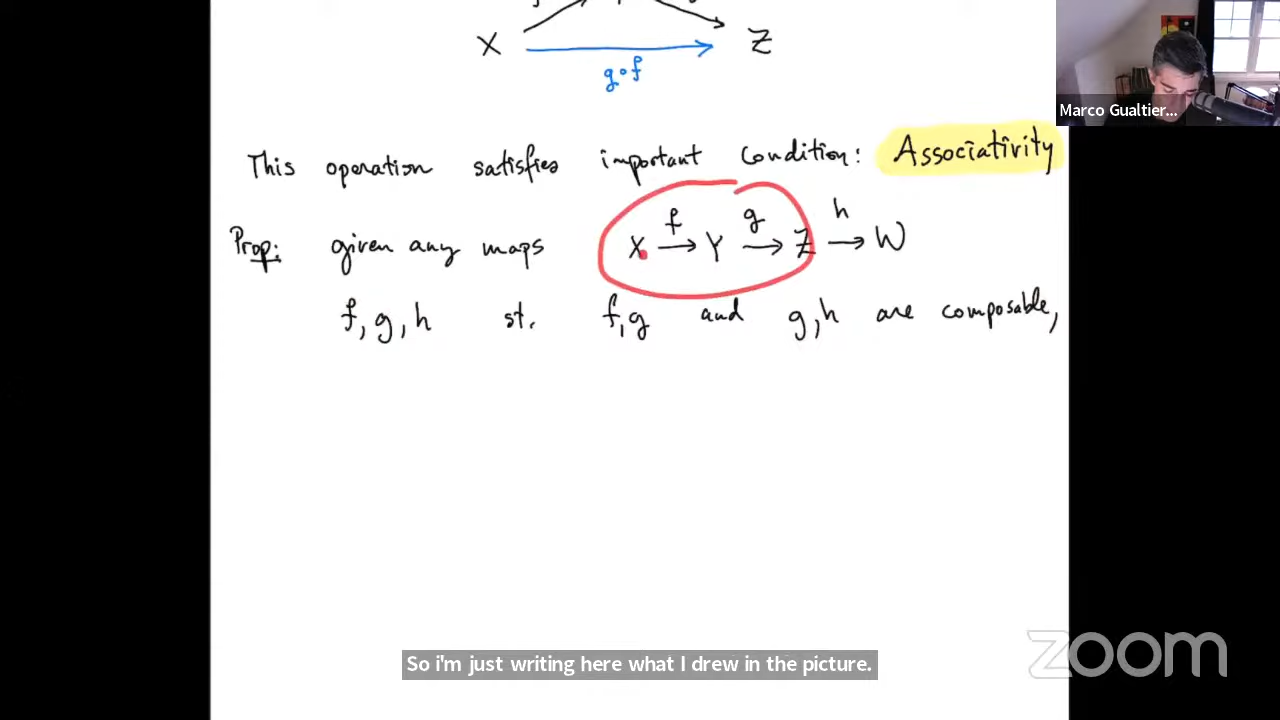 X Z
g∘f
Marco Gualtier...
This operation satisfies important condition: Associativity
Prop: given any maps X f→ Y g→ Z h→ W
f, g, h st. f,g and g,h are composable,
So i'm just writing here what I drew in the picture.
zoom